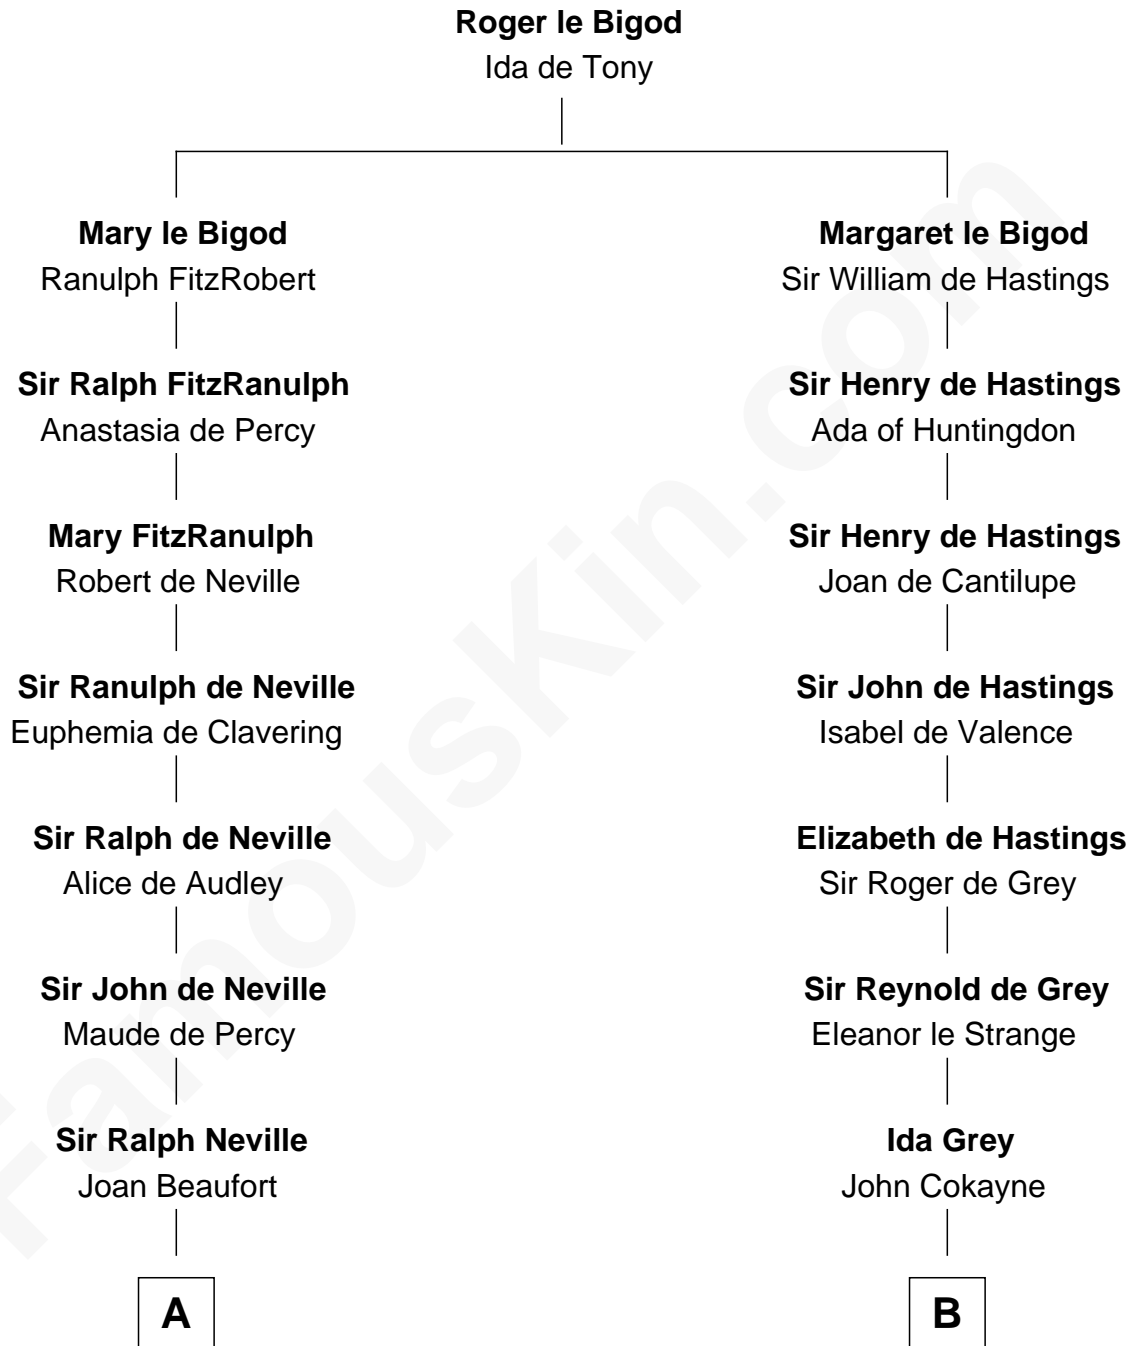 Roger le Bigod
Ida de Tony
Mary le Bigod
Ranulph FitzRobert
Margaret le Bigod
Sir William de Hastings
Sir Ralph FitzRanulph
Anastasia de Percy
Sir Henry de Hastings
Ada of Huntingdon
Mary FitzRanulph
Robert de Neville
Sir Henry de Hastings
Joan de Cantilupe
Sir Ranulph de Neville
Euphemia de Clavering
Sir John de Hastings
Isabel de Valence
Sir Ralph de Neville
Alice de Audley
Elizabeth de Hastings
Sir Roger de Grey
Sir John de Neville
Maude de Percy
Sir Reynold de Grey
Eleanor le Strange
Sir Ralph Neville
Joan Beaufort
Ida Grey
John Cokayne
A
B
FamousKin.com